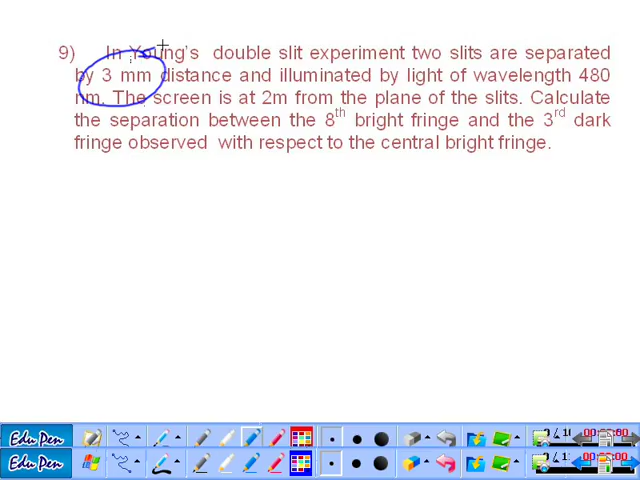 9) In Young's double slit experiment two slits are separated
by 3 mm distance and illuminated by light of wavelength 480
nm. The screen is at 2m from the plane of the slits. Calculate
the separation between the 8th bright fringe and the 3rd dark
fringe observed with respect to the central bright fringe.
Edu Pen
Edu Pen